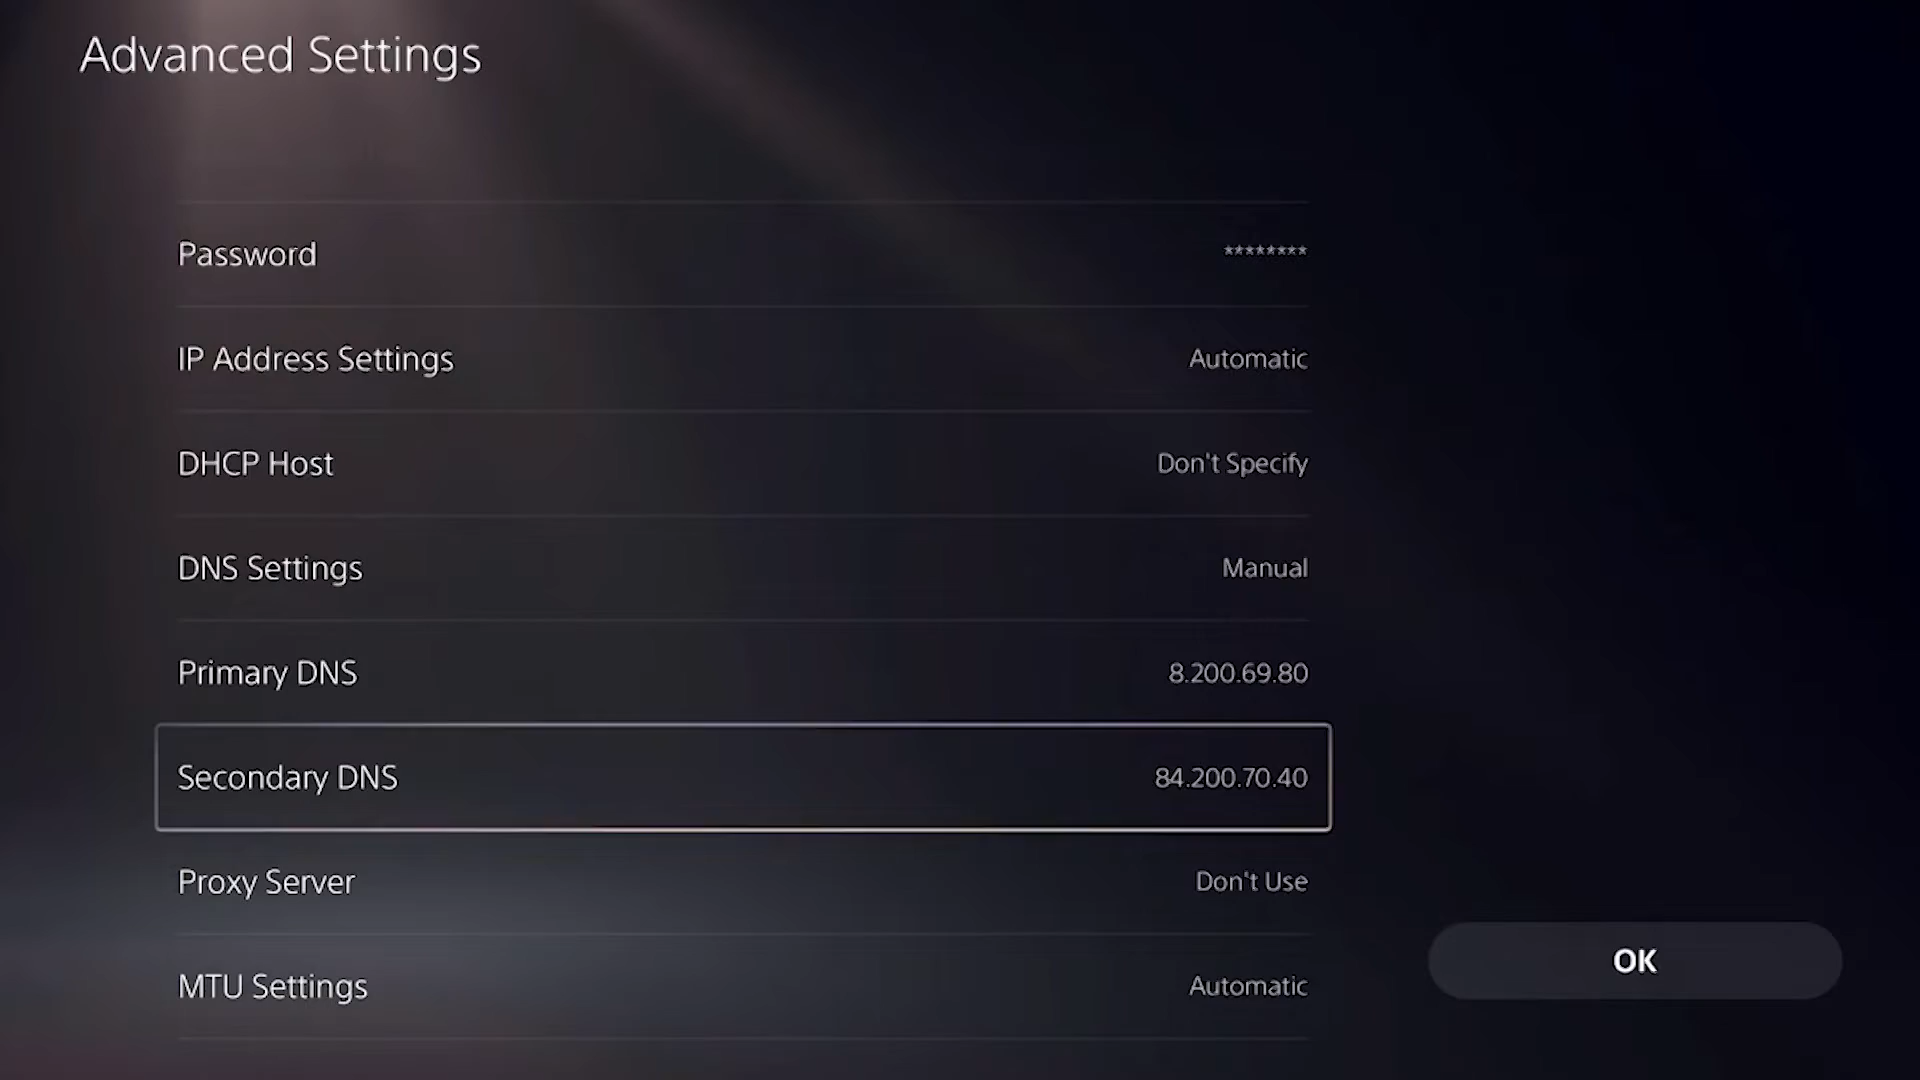 Advanced Settings
Password ********
IP Address Settings Automatic
DHCP Host Don't Specify
DNS Settings Manual
Primary DNS 8.200.69.80
Secondary DNS 84.200.70.40
Proxy Server Don't Use
MTU Settings Automatic
OK